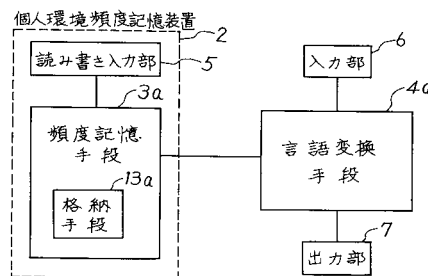 個人環境頻度記憶装置
2
読み書き入力部
5
3a
頻度記憶
手段
13a
格納
手段
6
入力部
4a
言語変換
手段
7
出力部